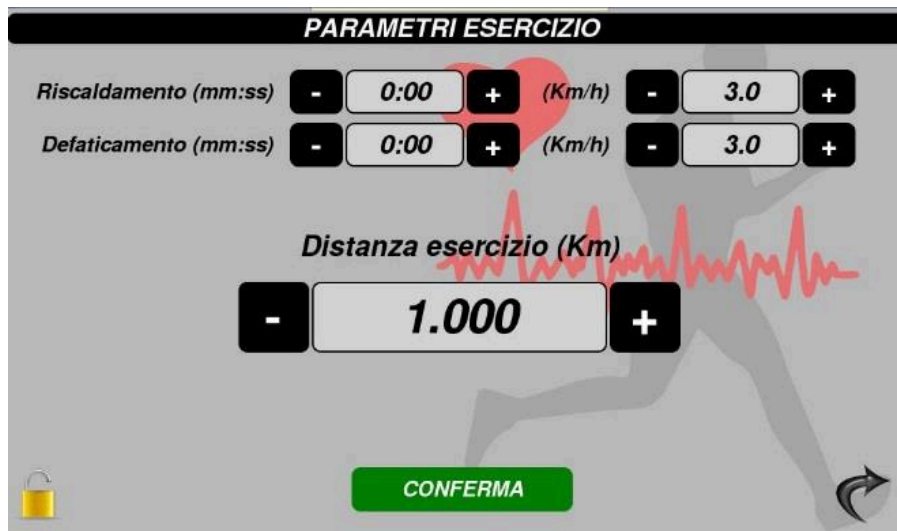 PARAMETRI ESERCIZIO
Riscaldamento (mm:ss) - 0:00 + (Km/h) - 3.0 +
Defaticamento (mm:ss) - 0:00 + (Km/h) - 3.0 +
Distanza esercizio (Km)
- 1.000 +
CONFERMA